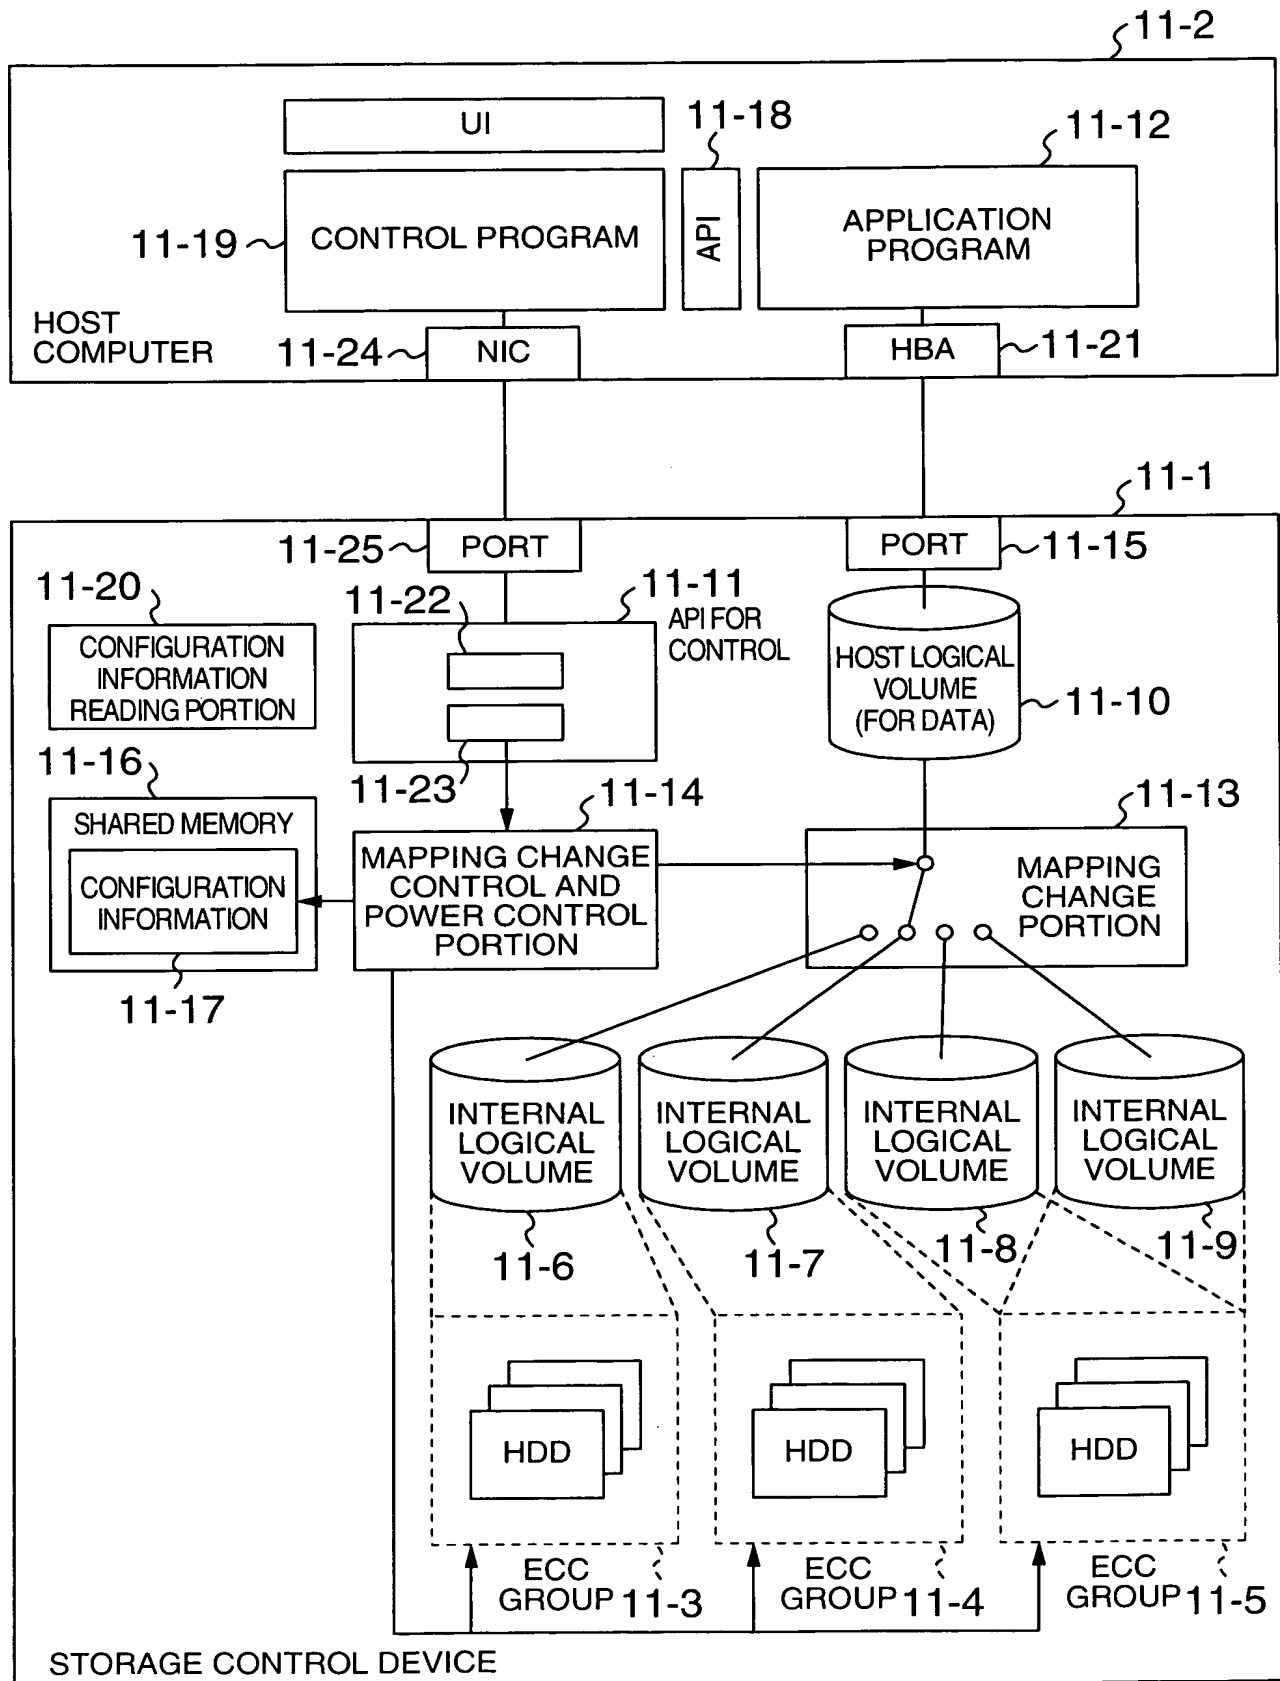 11-2
UI
11-18
11-12
11-19
CONTROL PROGRAM
API
APPLICATION
PROGRAM
HOST
COMPUTER
11-24
NIC
HBA
11-21
11-1
11-25
PORT
PORT
11-15
11-20
11-22
11-11
API FOR
CONTROL
CONFIGURATION
INFORMATION
READING PORTION
HOST LOGICAL
VOLUME
(FOR DATA)
11-10
11-16
11-23
11-14
11-13
SHARED MEMORY
CONFIGURATION
INFORMATION
11-17
MAPPING CHANGE
CONTROL AND
POWER CONTROL
PORTION
MAPPING
CHANGE
PORTION
INTERNAL
LOGICAL
VOLUME
INTERNAL
LOGICAL
VOLUME
INTERNAL
LOGICAL
VOLUME
INTERNAL
LOGICAL
VOLUME
11-6
11-7
11-8
11-9
HDD
HDD
HDD
ECC
GROUP 11-3
ECC
GROUP 11-4
ECC
GROUP 11-5
STORAGE CONTROL DEVICE